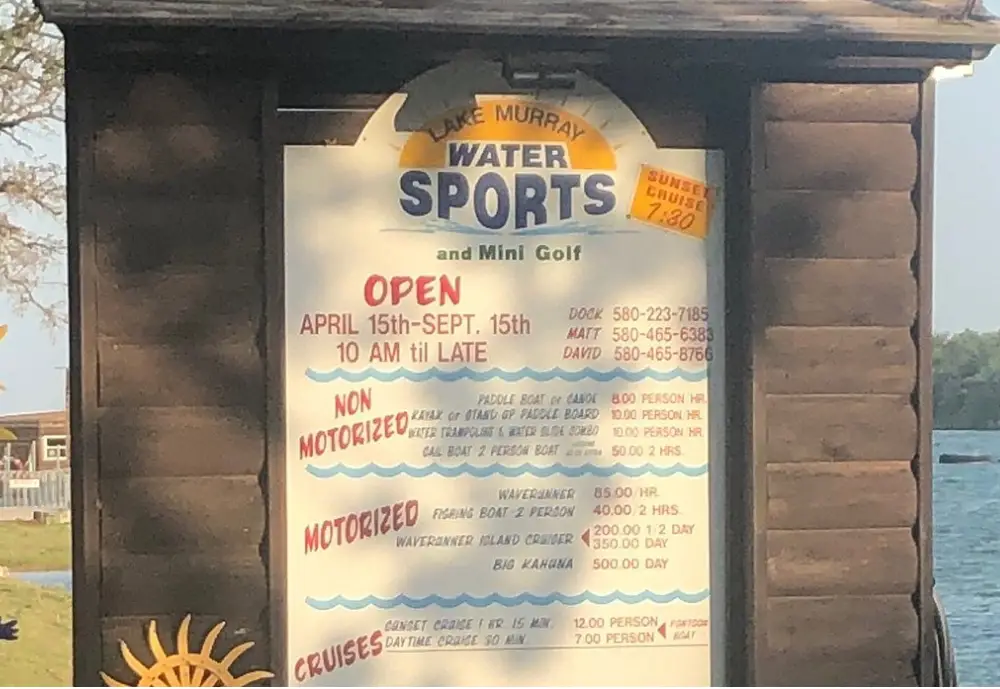 LAKE MURRAY
WATER
SPORTS
SUNSET
CRUISE
7:30
and Mini Golf
OPEN
APRIL 15th-SEPT. 15th
10 AM til LATE
DOCK 580-223-7185
MATT 580-465-6383
DAVID 580-465-8766
NON
MOTORIZED
PADDLE BOAT or CANOE 8.00 PERSON HR.
KAYAK or STAND UP PADDLE BOARD 10.00 PERSON HR.
WATER TRAMPOLINE & WATER SLIDE COMBO 10.00 PERSON HR.
SAIL BOAT 2 PERSON BOAT 50.00 2 HRS.
MOTORIZED
WAVERUNNER 85.00 HR.
FISHING BOAT 2 PERSON 40.00 2 HRS.
WAVERUNNER ISLAND CRUISER 200.00 1/2 DAY
350.00 DAY
BIG KAHUNA 500.00 DAY
CRUISES
SUNSET CRUISE 1 HR. 15 MIN. 12.00 PERSON
DAYTIME CRUISE 30 MIN. 7.00 PERSON
PONTOON
BOAT